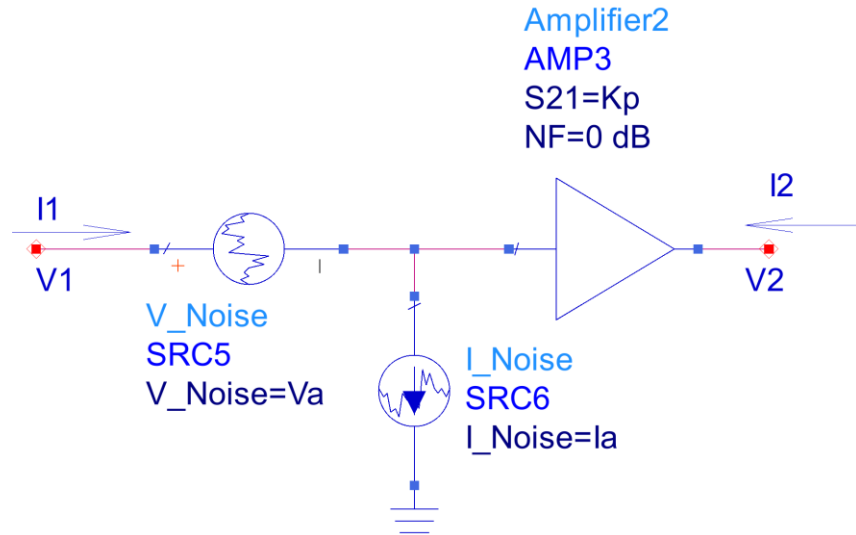 Amplifier2
AMP3
S21=Kp
NF=0 dB
I1
I2
V1
+
V2
V_Noise
SRC5
V_Noise=Va
I_Noise
SRC6
I_Noise=Ia